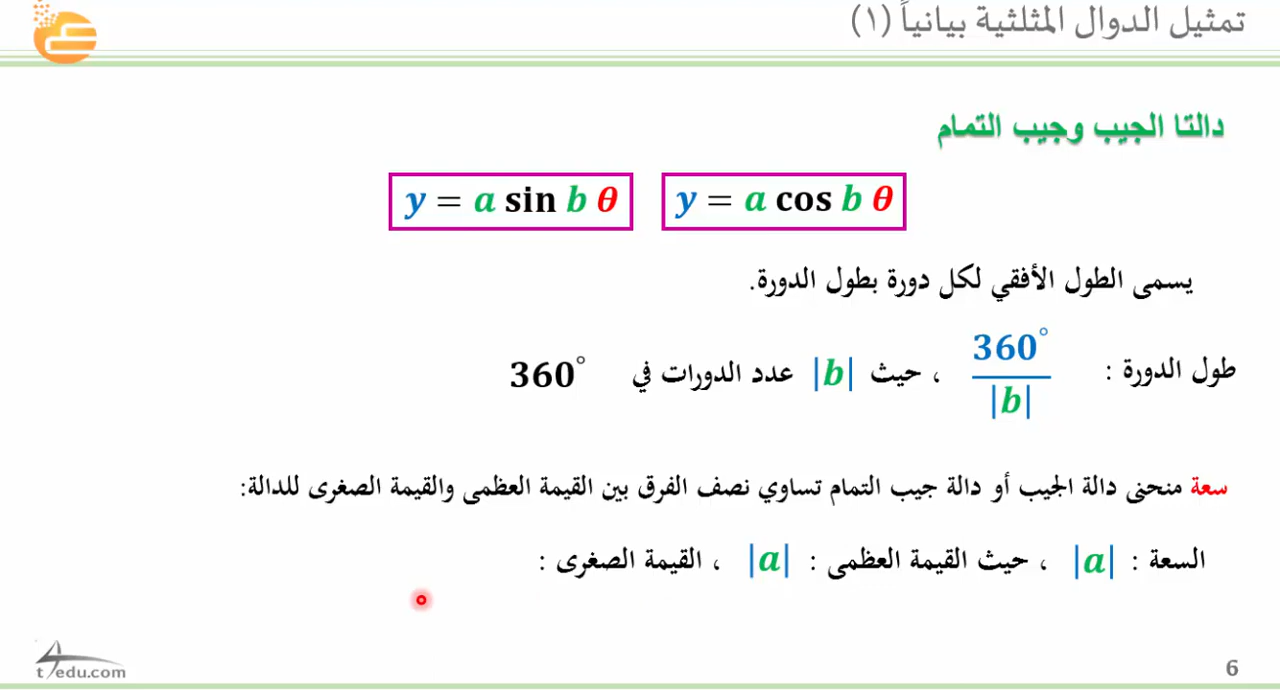 تمثيل الدوال المثلثية بيانياً (١)
دالتا الجيب وجيب التمام
y = a sin b θ
y = a cos b θ
يسمى الطول الأفقي لكل دورة بطول الدورة.
طول الدورة : 360° / |b| ، حيث |b| عدد الدورات في 360°
سعة منحنى دالة الجيب أو دالة جيب التمام تساوي نصف الفرق بين القيمة العظمى والقيمة الصغرى للدالة:
السعة : |a| ، حيث القيمة العظمى : |a| ، القيمة الصغرى :
t4edu.com
6